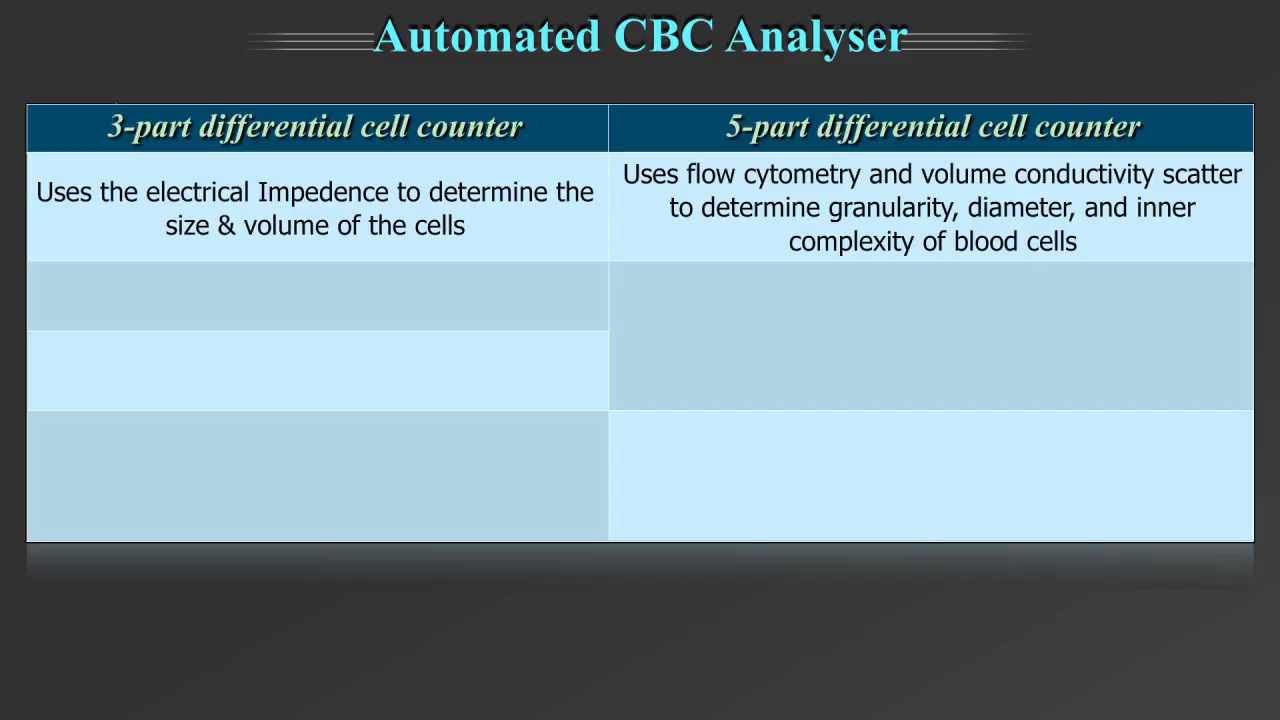 Automated CBC Analyser
3-part differential cell counter
5-part differential cell counter
Uses the electrical Impedence to determine the
size & volume of the cells
Uses flow cytometry and volume conductivity scatter
to determine granularity, diameter, and inner
complexity of blood cells